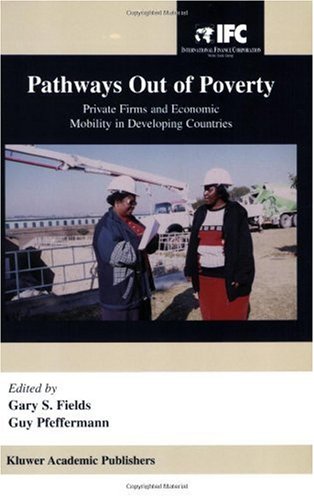 IFC
INTERNATIONAL FINANCE CORPORATION
World Bank Group
Pathways Out of Poverty
Private Firms and Economic
Mobility in Developing Countries
Edited by
Gary S. Fields
Guy Pfeffermann
Kluwer Academic Publishers